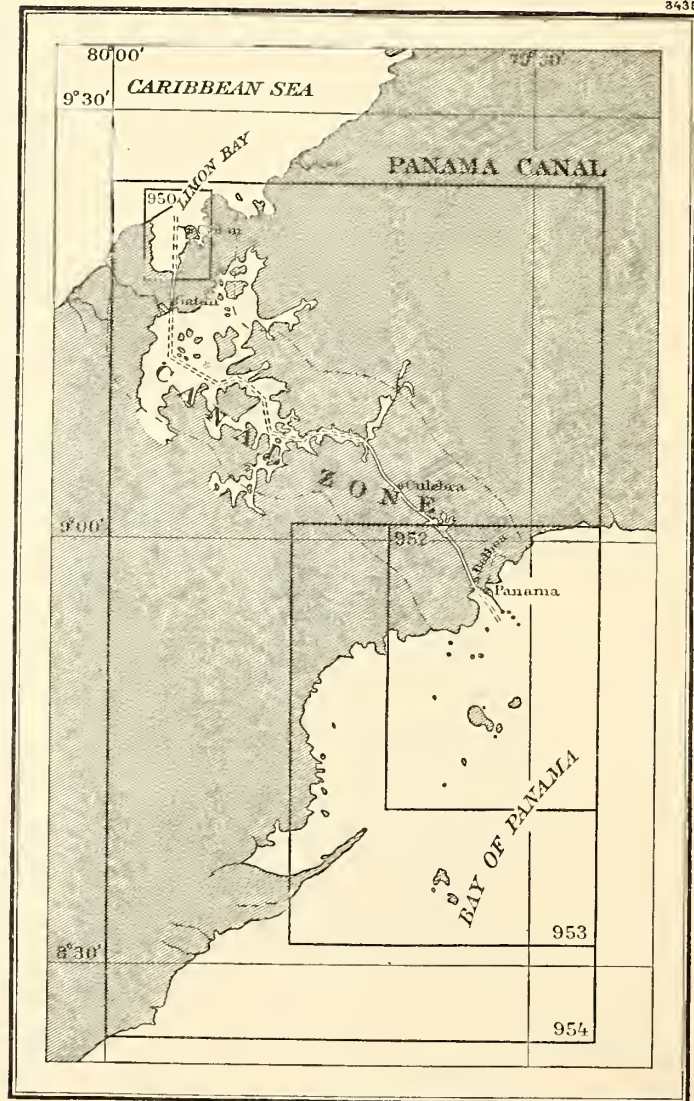 80°00'
9°30'
CARIBBEAN SEA
LIMON BAY
PANAMA CANAL
950
Gatun
CANAL
ZONE
Culebra
9°00'
952
Balboa
Panama
BAY OF PANAMA
953
8°30'
954